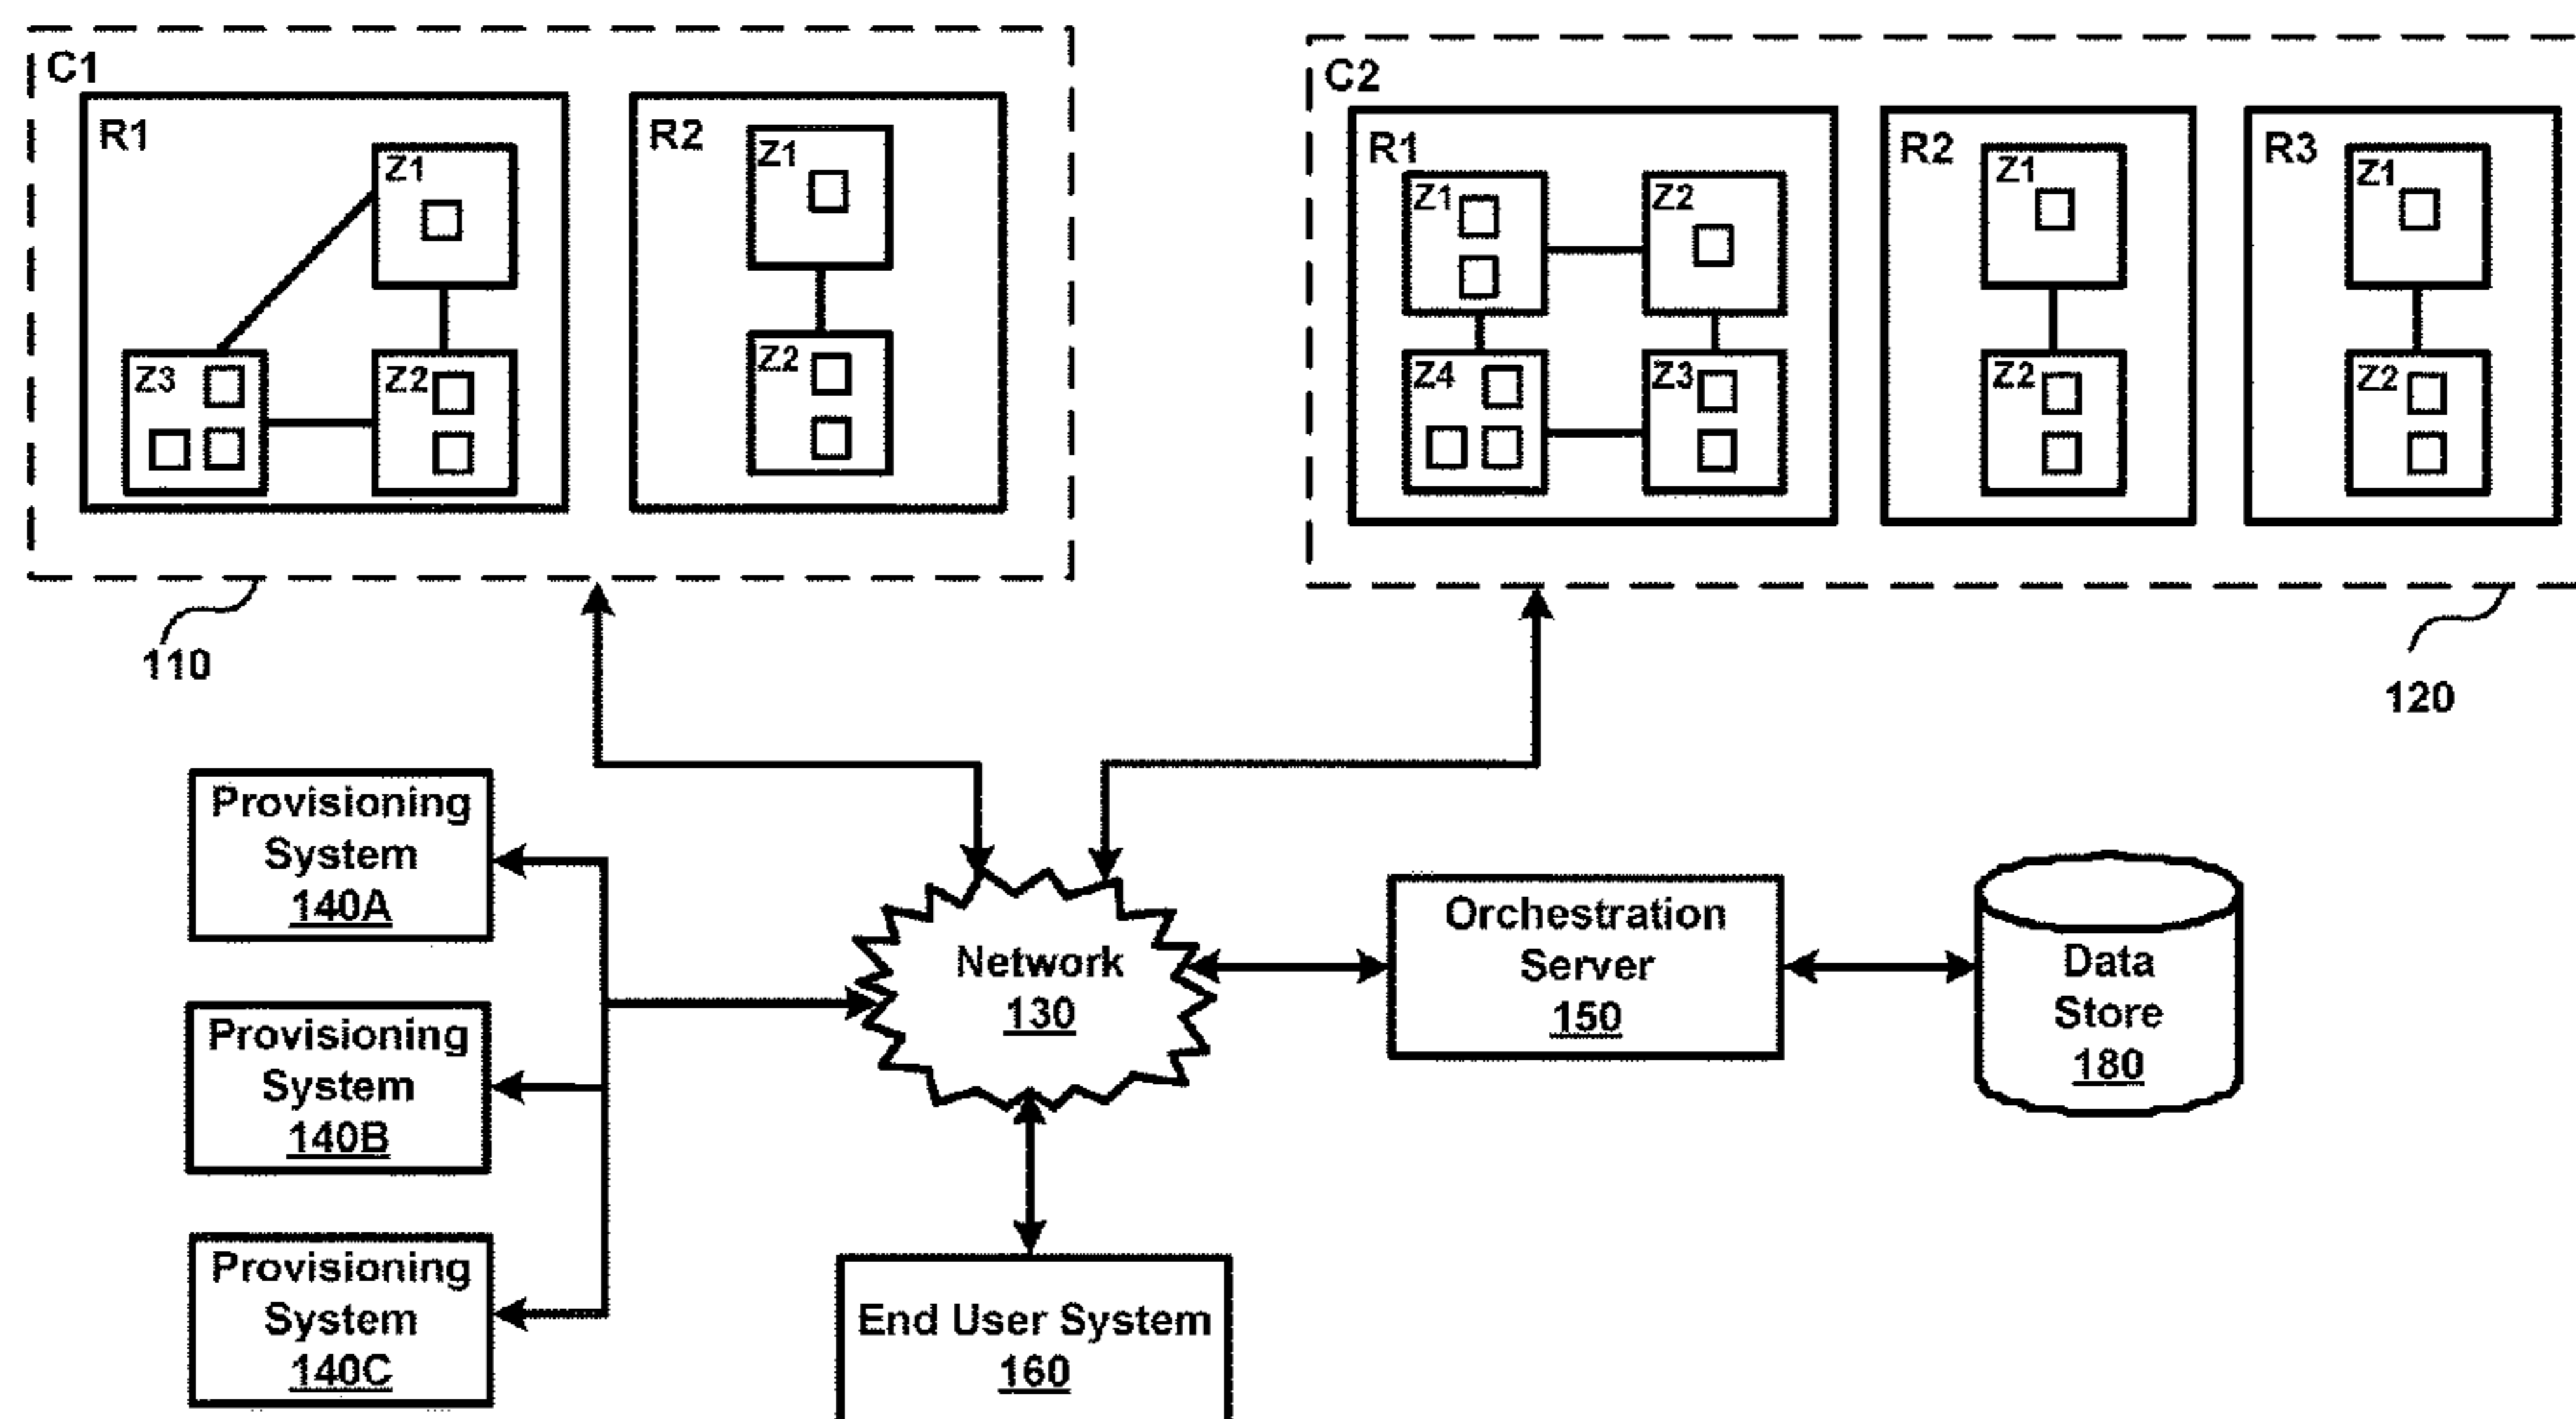 C1
R1
Z1
Z3
Z2
R2
Z1
Z2
C2
R1
Z1
Z2
Z4
Z3
R2
Z1
Z2
R3
Z1
Z2
110
120
Provisioning
System
140A
Provisioning
System
140B
Provisioning
System
140C
Network
130
Orchestration
Server
150
Data
Store
180
End User System
160